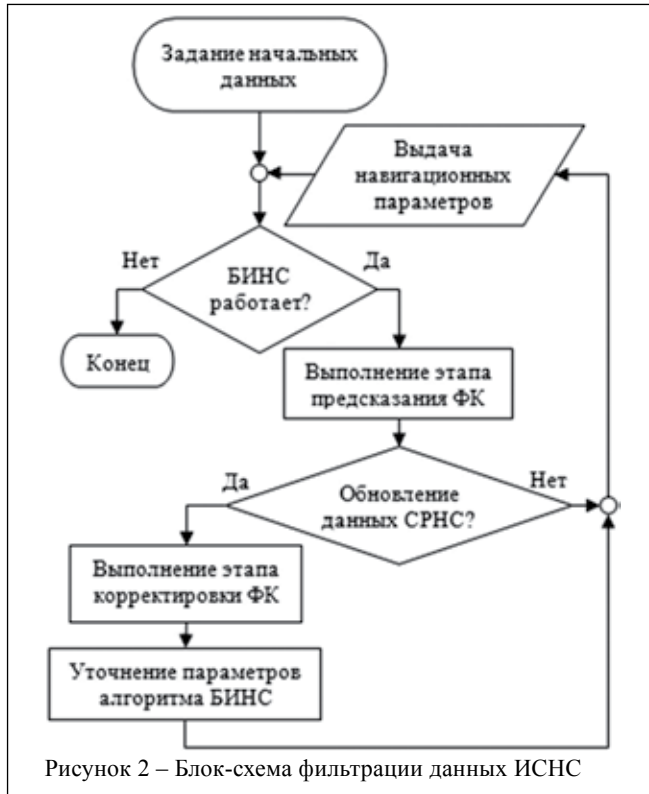 Задание начальных
данных
Выдача
навигационных
параметров
Нет
БИНС
работает?
Да
Конец
Выполнение этапа
предсказания ФК
Да
Обновление
данных СРНС?
Нет
Выполнение этапа
корректировки ФК
Уточнение параметров
алгоритма БИНС
Рисунок 2 – Блок-схема фильтрации данных ИСНС